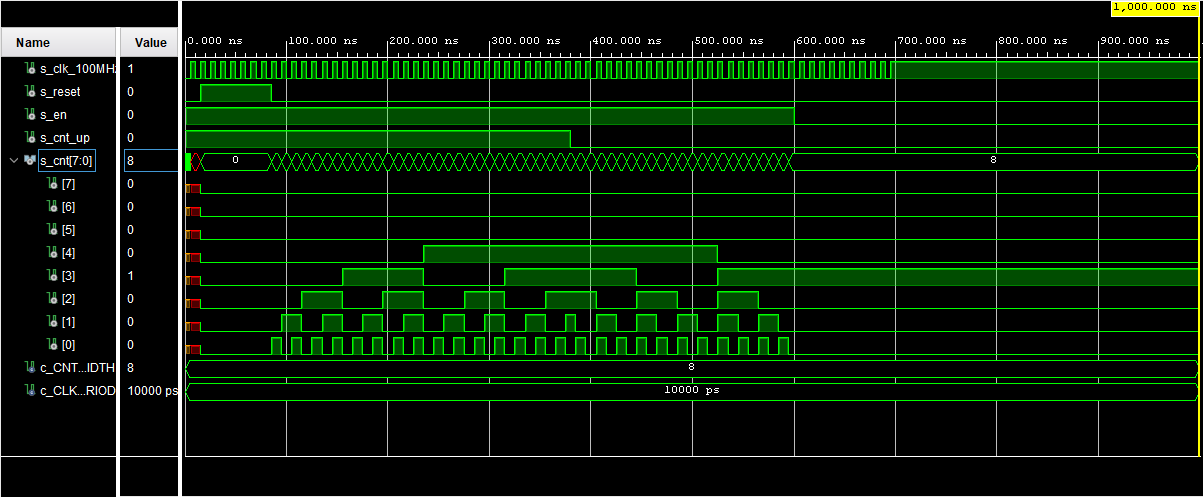 1,000.000 ns
Name Value
0.000 ns 100.000 ns 200.000 ns 300.000 ns 400.000 ns 500.000 ns 600.000 ns 700.000 ns 800.000 ns 900.000 ns
s_clk_100MHz 1
s_reset 0
s_en 0
s_cnt_up 0
s_cnt[7:0] 8 0 8
[7] 0
[6] 0
[5] 0
[4] 0
[3] 1
[2] 0
[1] 0
[0] 0
c_CNT...IDTH 8 8
c_CLK...RIOD 10000 ps 10000 ps